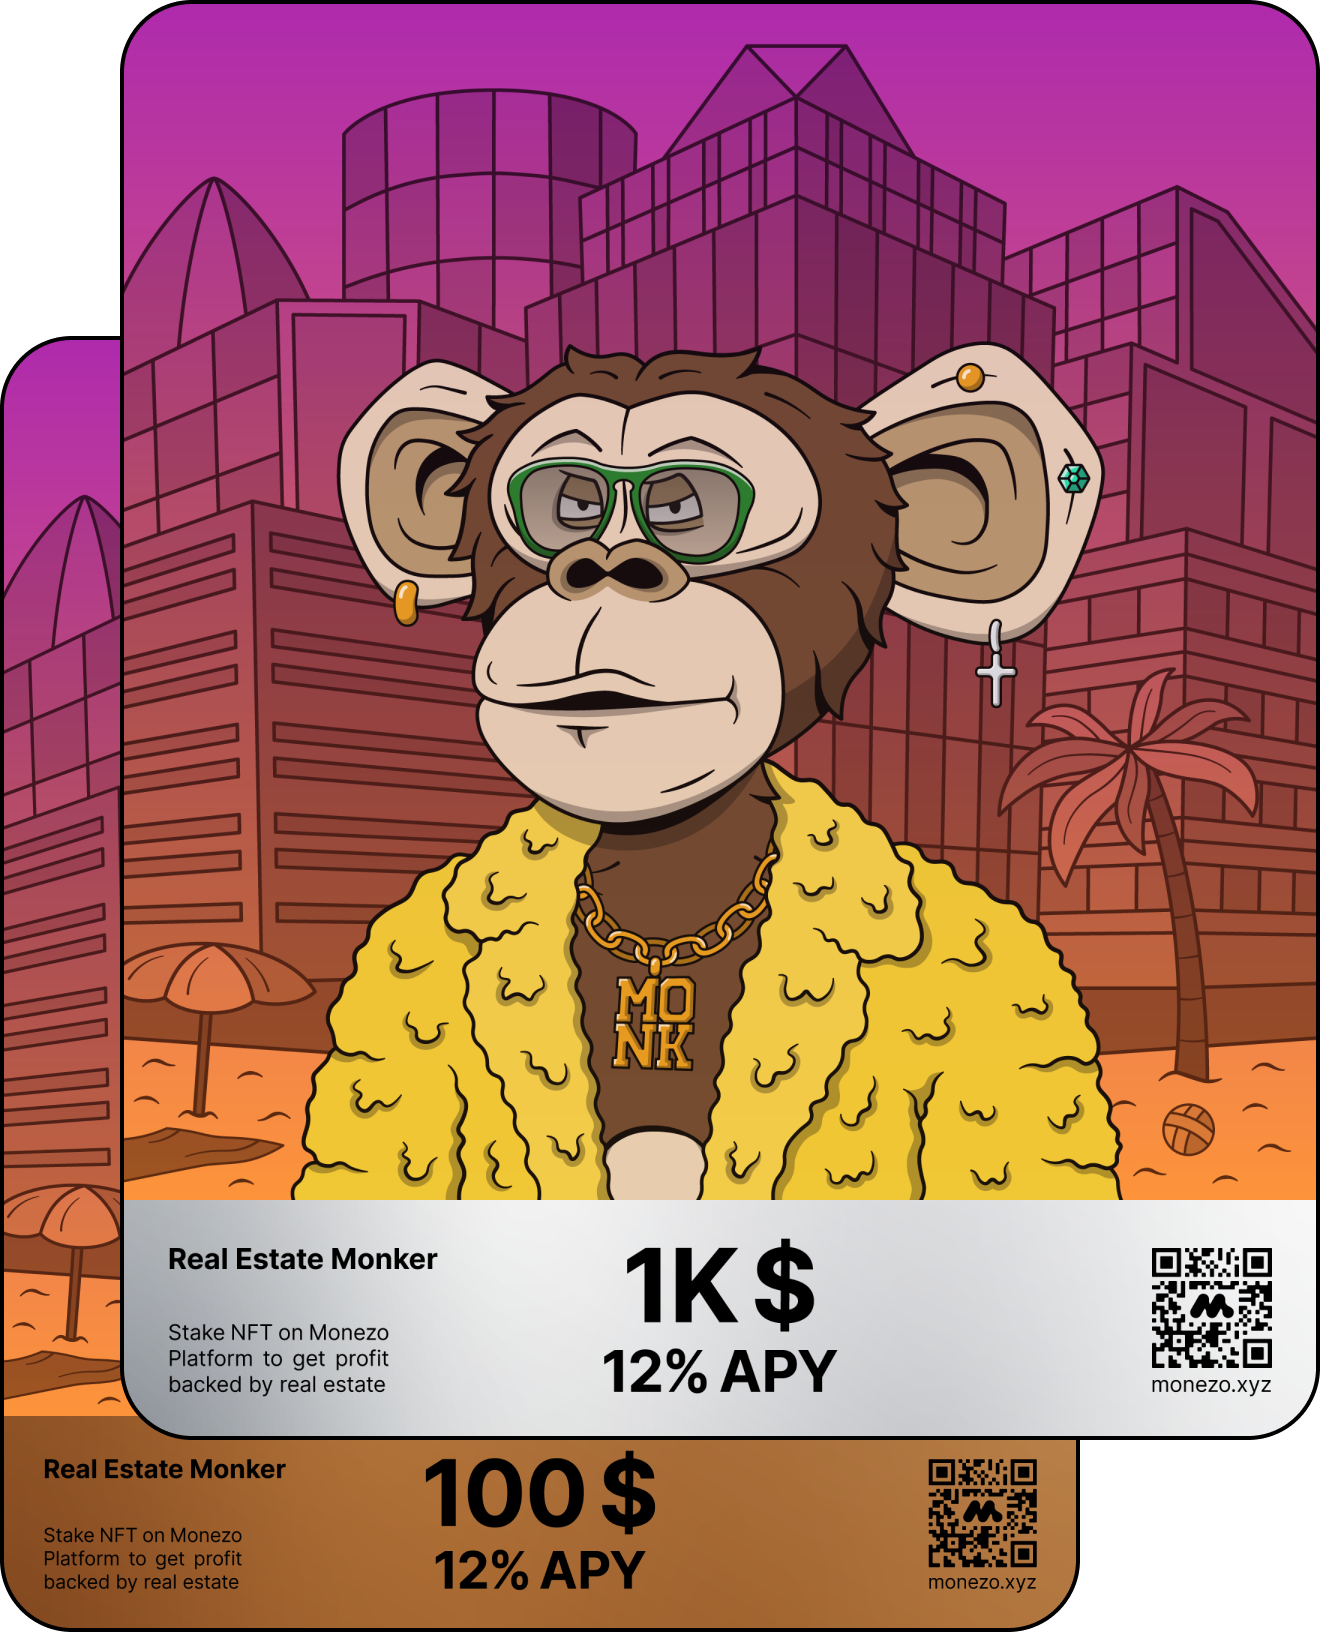 MO
NK
Real Estate Monker
Stake NFT on Monezo
Platform to get profit
backed by real estate
1K $
12% APY
monezo.xyz
Real Estate Monker
Stake NFT on Monezo
Platform to get profit
backed by real estate
100 $
12% APY
monezo.xyz